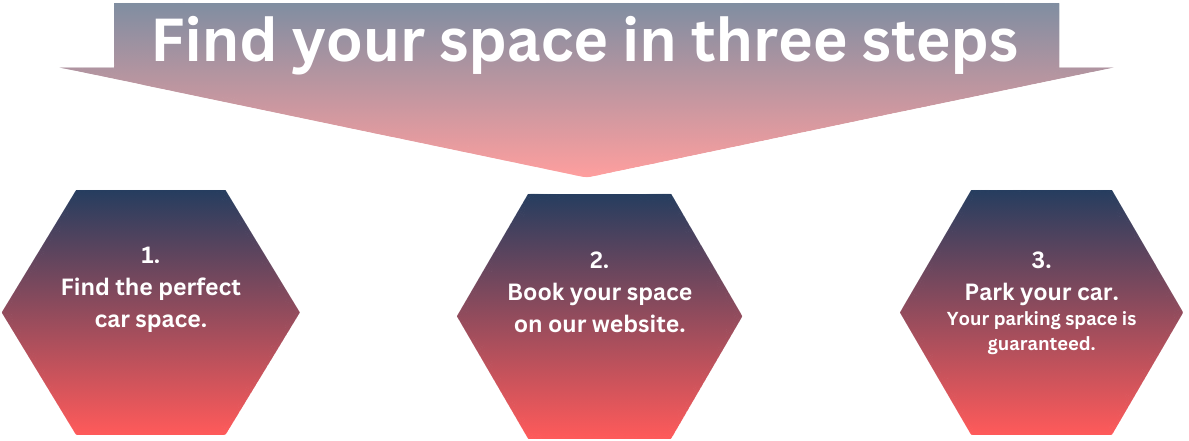 Find your space in three steps
1.
Find the perfect
car space.
2.
Book your space
on our website.
3.
Park your car.
Your parking space is
guaranteed.